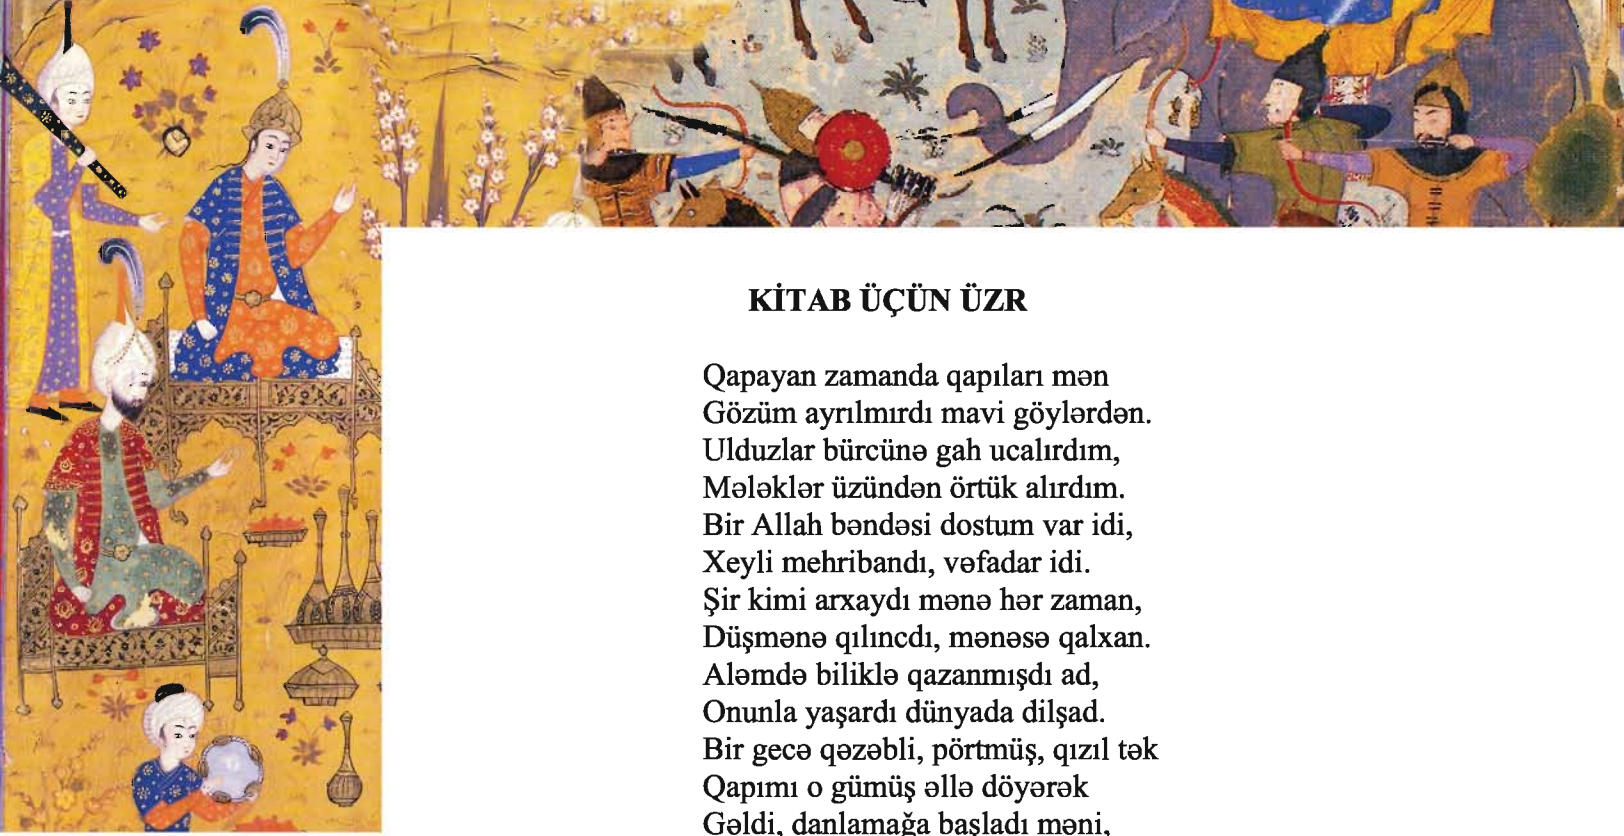 KİTAB ÜÇÜN ÜZR
Qapayan zamanda qapıları mən
Gözüm ayrılmırdı mavi göylərdən.
Ulduzlar bürcünə gah ucalırdım,
Mələklər üzündən örtük alırdım.
Bir Allah bəndəsi dostum var idi,
Xeyli mehribandı, vəfadar idi.
Şir kimi arxaydı mənə hər zaman,
Düşmənə qılıncdı, mənəsə qalxan.
Aləmdə biliklə qazanmışdı ad,
Onunla yaşardı dünyada dilşad.
Bir gecə qəzəbli, pörtmüş, qızıl tək
Qapımı o gümüş əllə döyərək
Gəldi, danlamağa başladı məni,